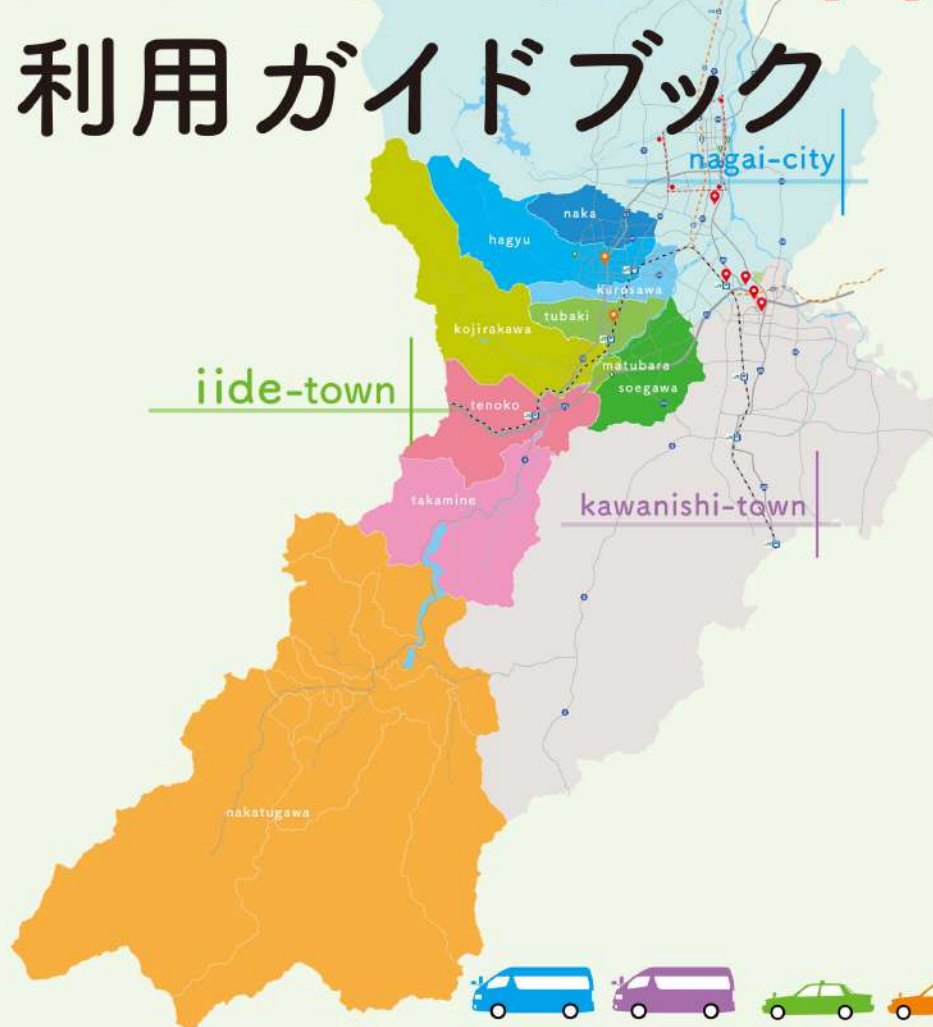 利用ガイドブック
nagai-city
naka
hagyu
kurosawa
tubaki
kojirakawa
matubara
soegawa
iide-town
tenoko
takamine
kawanishi-town
nakatugawa